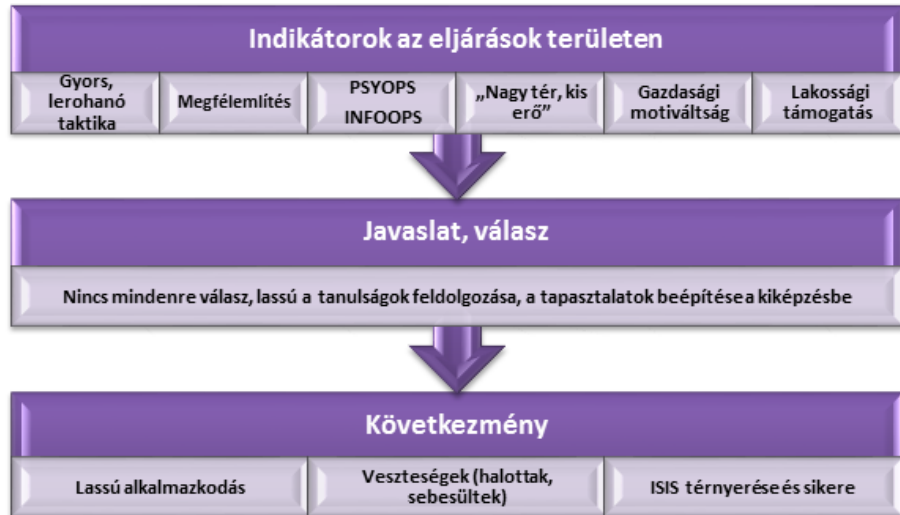 Indikátorok az eljárások területen
Gyors,
lerohanó
taktika
Megfélemlítés
PSYOPS
INFOOPS
„Nagy tér, kis
erő”
Gazdasági
motiváltság
Lakossági
támogatás
Javaslat, válasz
Nincs mindenre válasz, lassú a tanulságok feldolgozása, a tapasztalatok beépítése a kiképzésbe
Következmény
Lassú alkalmazkodás
Veszteségek (halottak,
sebesültek)
ISIS térnyerése és sikere